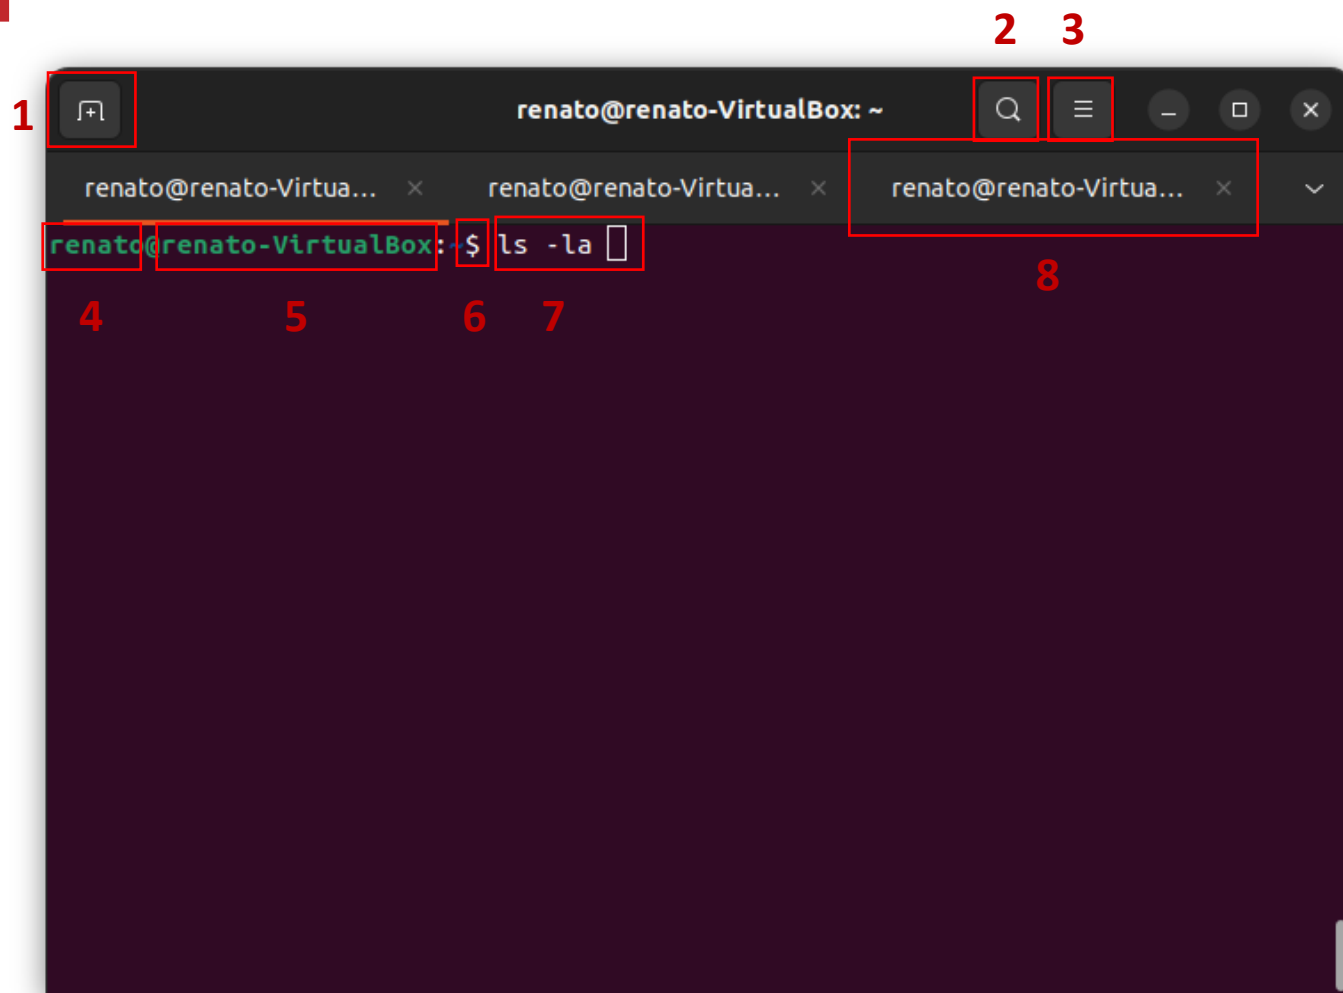 2 3
1
renato@renato-VirtualBox: ~
renato@renato-Virtua... renato@renato-Virtua... renato@renato-Virtua...
renato@renato-VirtualBox:~$ ls -la
8
4 5 6 7